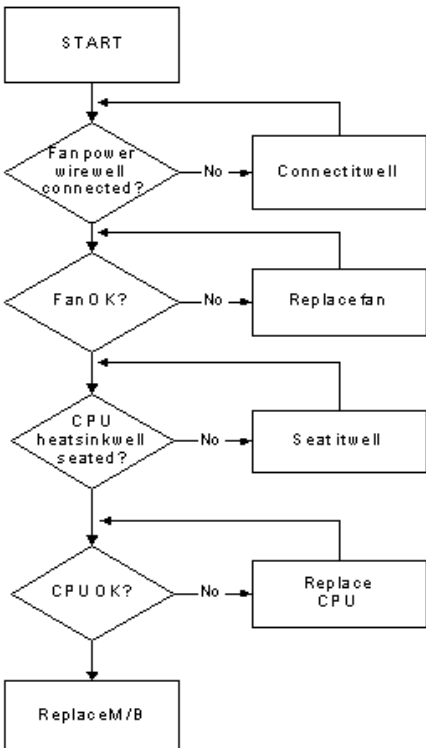 START
Fan power
wire well
connected?
No
Connect it well
Fan OK?
No
Replace fan
CPU
heatsink well
seated?
No
Seat it well
CPU OK?
No
Replace
CPU
Replace M/B